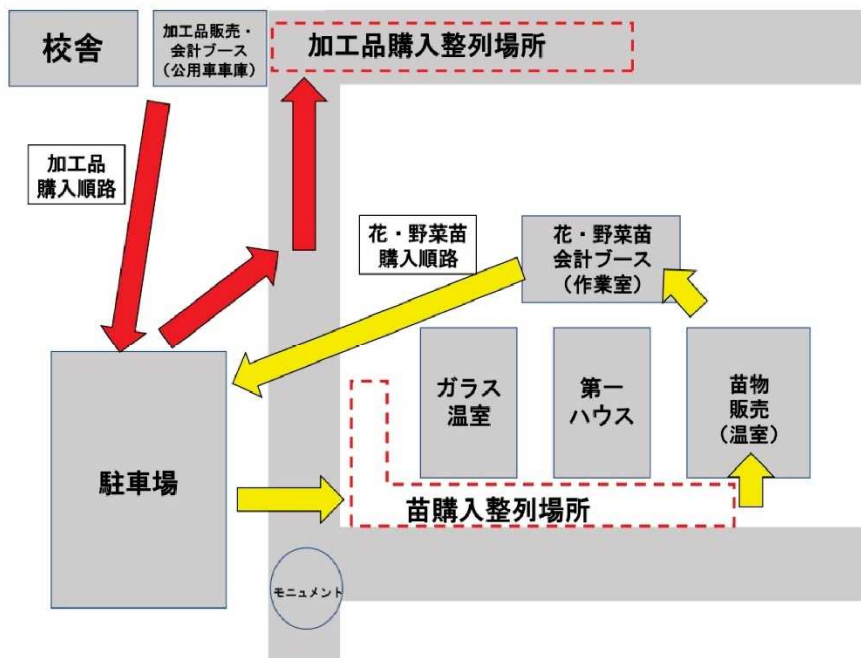 校舎
加工品販売・
会計ブース
（公用車車庫）
加工品購入整列場所
加工品
購入順路
花・野菜苗
購入順路
花・野菜苗
会計ブース
（作業室）
ガラス
温室
第一
ハウス
苗物
販売
（温室）
駐車場
苗購入整列場所
モニュメント